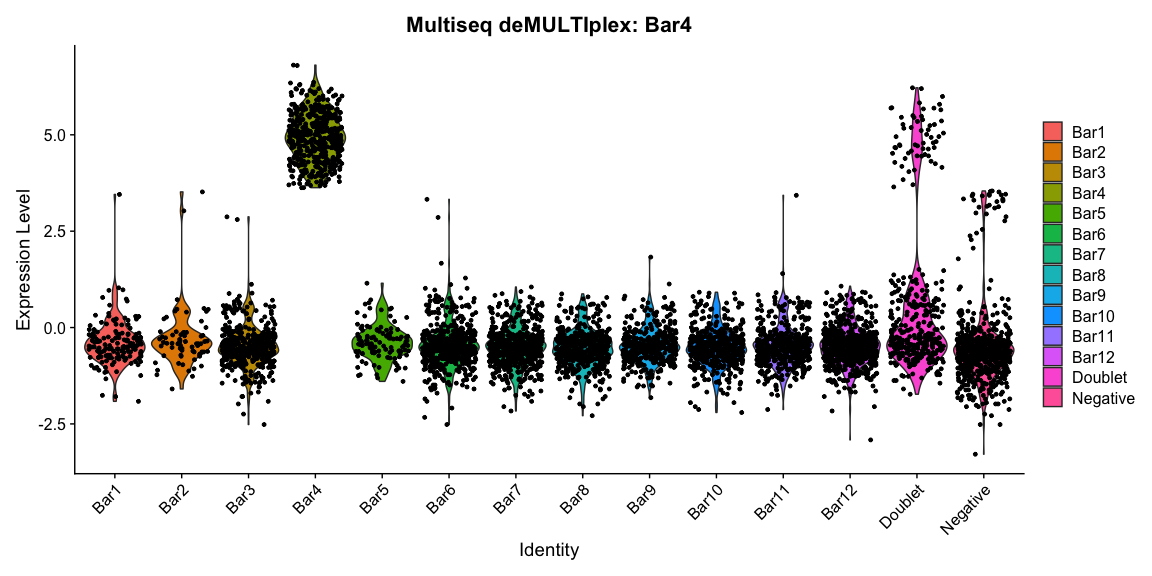 Multiseq deMULTIplex: Bar4
Expression Level
5.0
2.5
0.0
-2.5
Bar1
Bar2
Bar3
Bar4
Bar5
Bar6
Bar7
Bar8
Bar9
Bar10
Bar11
Bar12
Doublet
Negative
Identity
Bar1
Bar2
Bar3
Bar4
Bar5
Bar6
Bar7
Bar8
Bar9
Bar10
Bar11
Bar12
Doublet
Negative